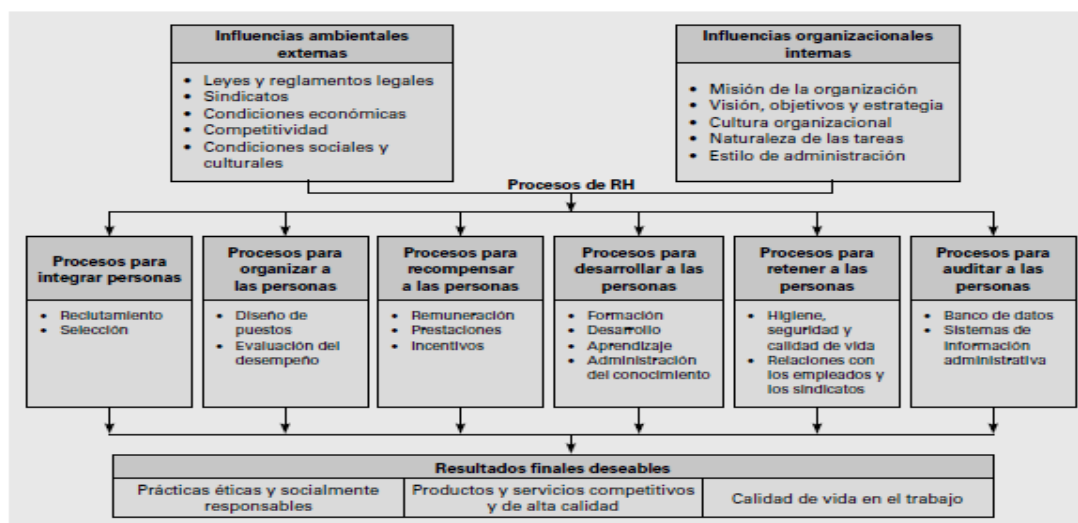 Influencias ambientales
externas
• Leyes y reglamentos legales
• Sindicatos
• Condiciones económicas
• Competitividad
• Condiciones sociales y
culturales
Influencias organizacionales
internas
• Misión de la organización
• Visión, objetivos y estrategia
• Cultura organizacional
• Naturaleza de las tareas
• Estilo de administración
Procesos de RH
Procesos para
integrar personas
• Reclutamiento
• Selección
Procesos para
organizar a
las personas
• Diseño de
puestos
• Evaluación del
desempeño
Procesos para
recompensar
a las personas
• Remuneración
• Prestaciones
• Incentivos
Procesos para
desarrollar a las
personas
• Formación
• Desarrollo
• Aprendizaje
• Administración
del conocimiento
Procesos para
retener a las
personas
• Higiene,
seguridad y
calidad de vida
• Relaciones con
los empleados y
los sindicatos
Procesos para
auditar a las
personas
• Banco de datos
• Sistemas de
información
administrativa
Resultados finales deseables
Prácticas éticas y socialmente
responsables
Productos y servicios competitivos
y de alta calidad
Calidad de vida en el trabajo